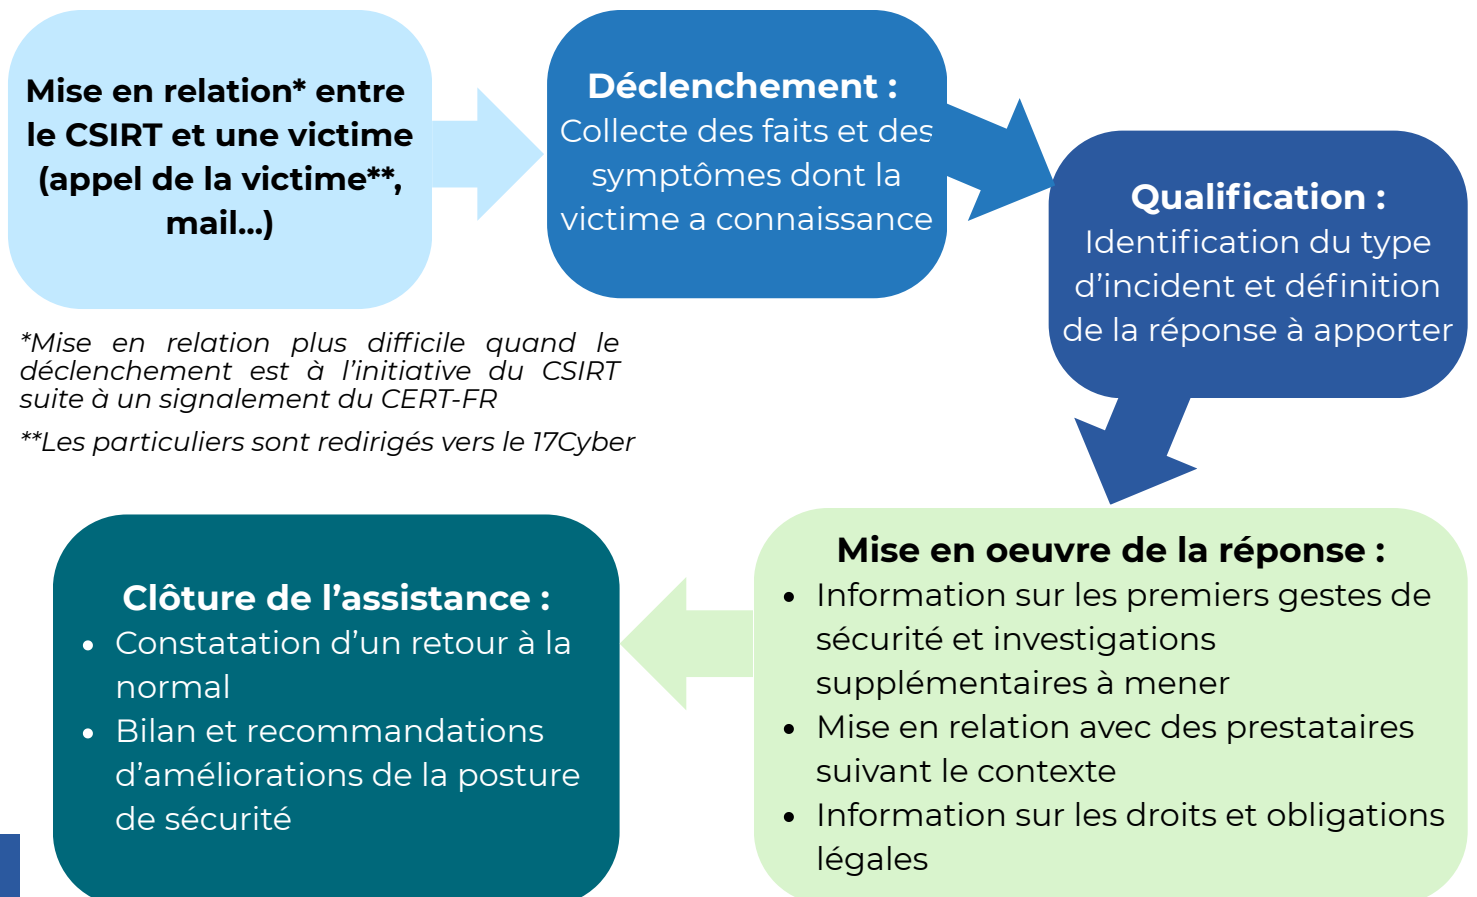 Mise en relation* entre
le CSIRT et une victime
(appel de la victime**,
mail...)
Déclenchement :
Collecte des faits et des
symptômes dont la
victime a connaissance
Qualification :
Identification du type
d’incident et définition
de la réponse à apporter
*Mise en relation plus difficile quand le
déclenchement est à l’initiative du CSIRT
suite à un signalement du CERT-FR
**Les particuliers sont redirigés vers le 17Cyber
Mise en oeuvre de la réponse :
• Information sur les premiers gestes de
sécurité et investigations
supplémentaires à mener
• Mise en relation avec des prestataires
suivant le contexte
• Information sur les droits et obligations
légales
Clôture de l’assistance :
• Constatation d’un retour à la
normal
• Bilan et recommandations
d’améliorations de la posture
de sécurité